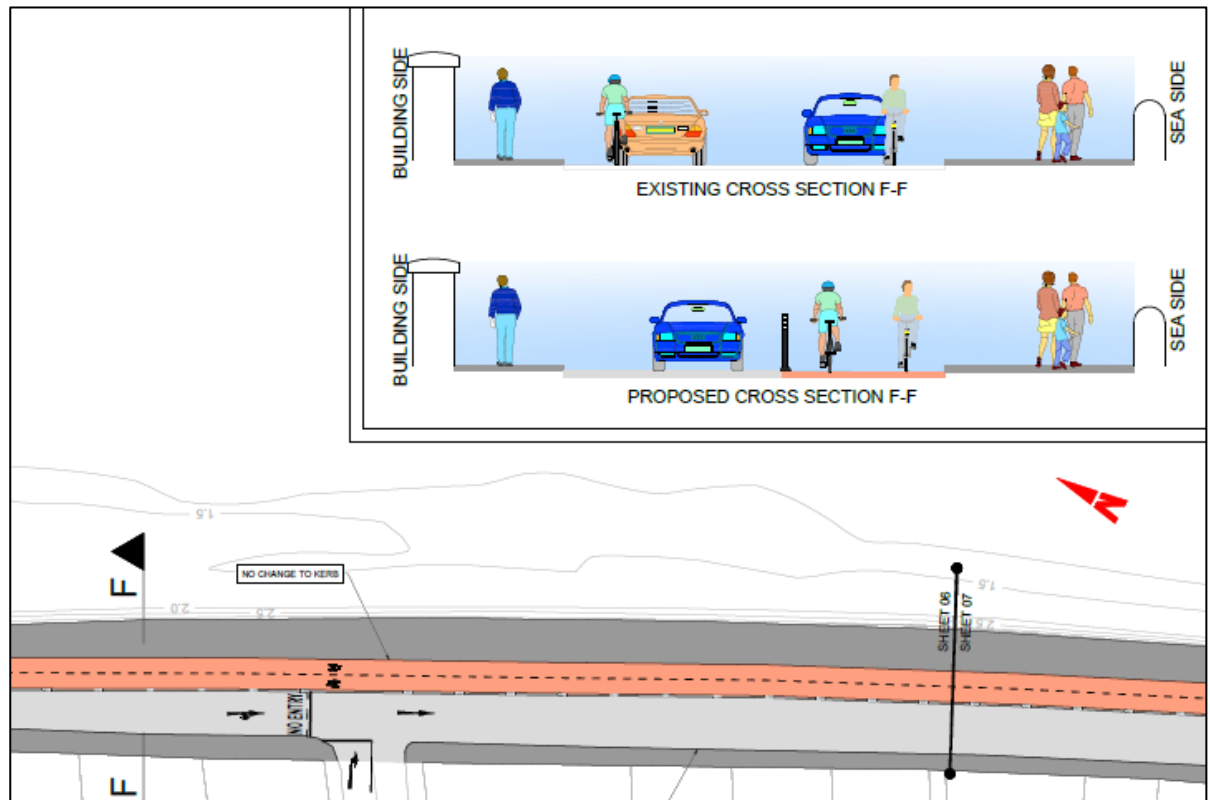 BUILDING SIDE
SEA SIDE
EXISTING CROSS SECTION F-F
BUILDING SIDE
SEA SIDE
PROPOSED CROSS SECTION F-F
N
1.5
F
NO CHANGE TO KERB
1.5
2.0
2.5
2.5
SHEET 06
SHEET 07
NO ENTRY
F